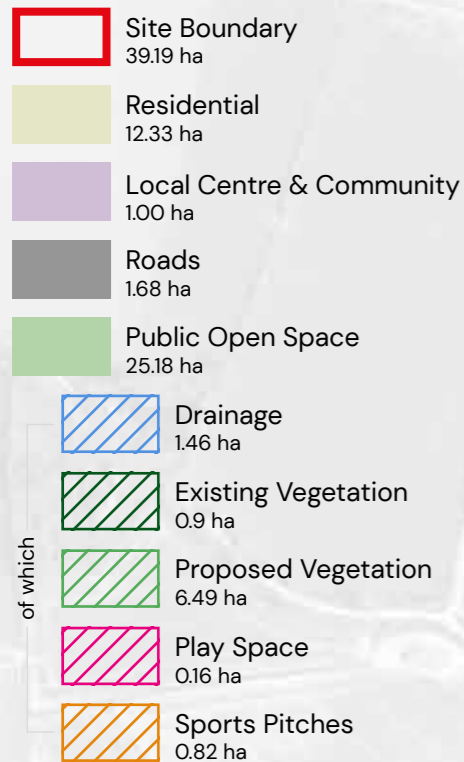 Site Boundary
39.19 ha
Residential
12.33 ha
Local Centre & Community
1.00 ha
Roads
1.68 ha
Public Open Space
25.18 ha
of which
Drainage
1.46 ha
Existing Vegetation
0.9 ha
Proposed Vegetation
6.49 ha
Play Space
0.16 ha
Sports Pitches
0.82 ha